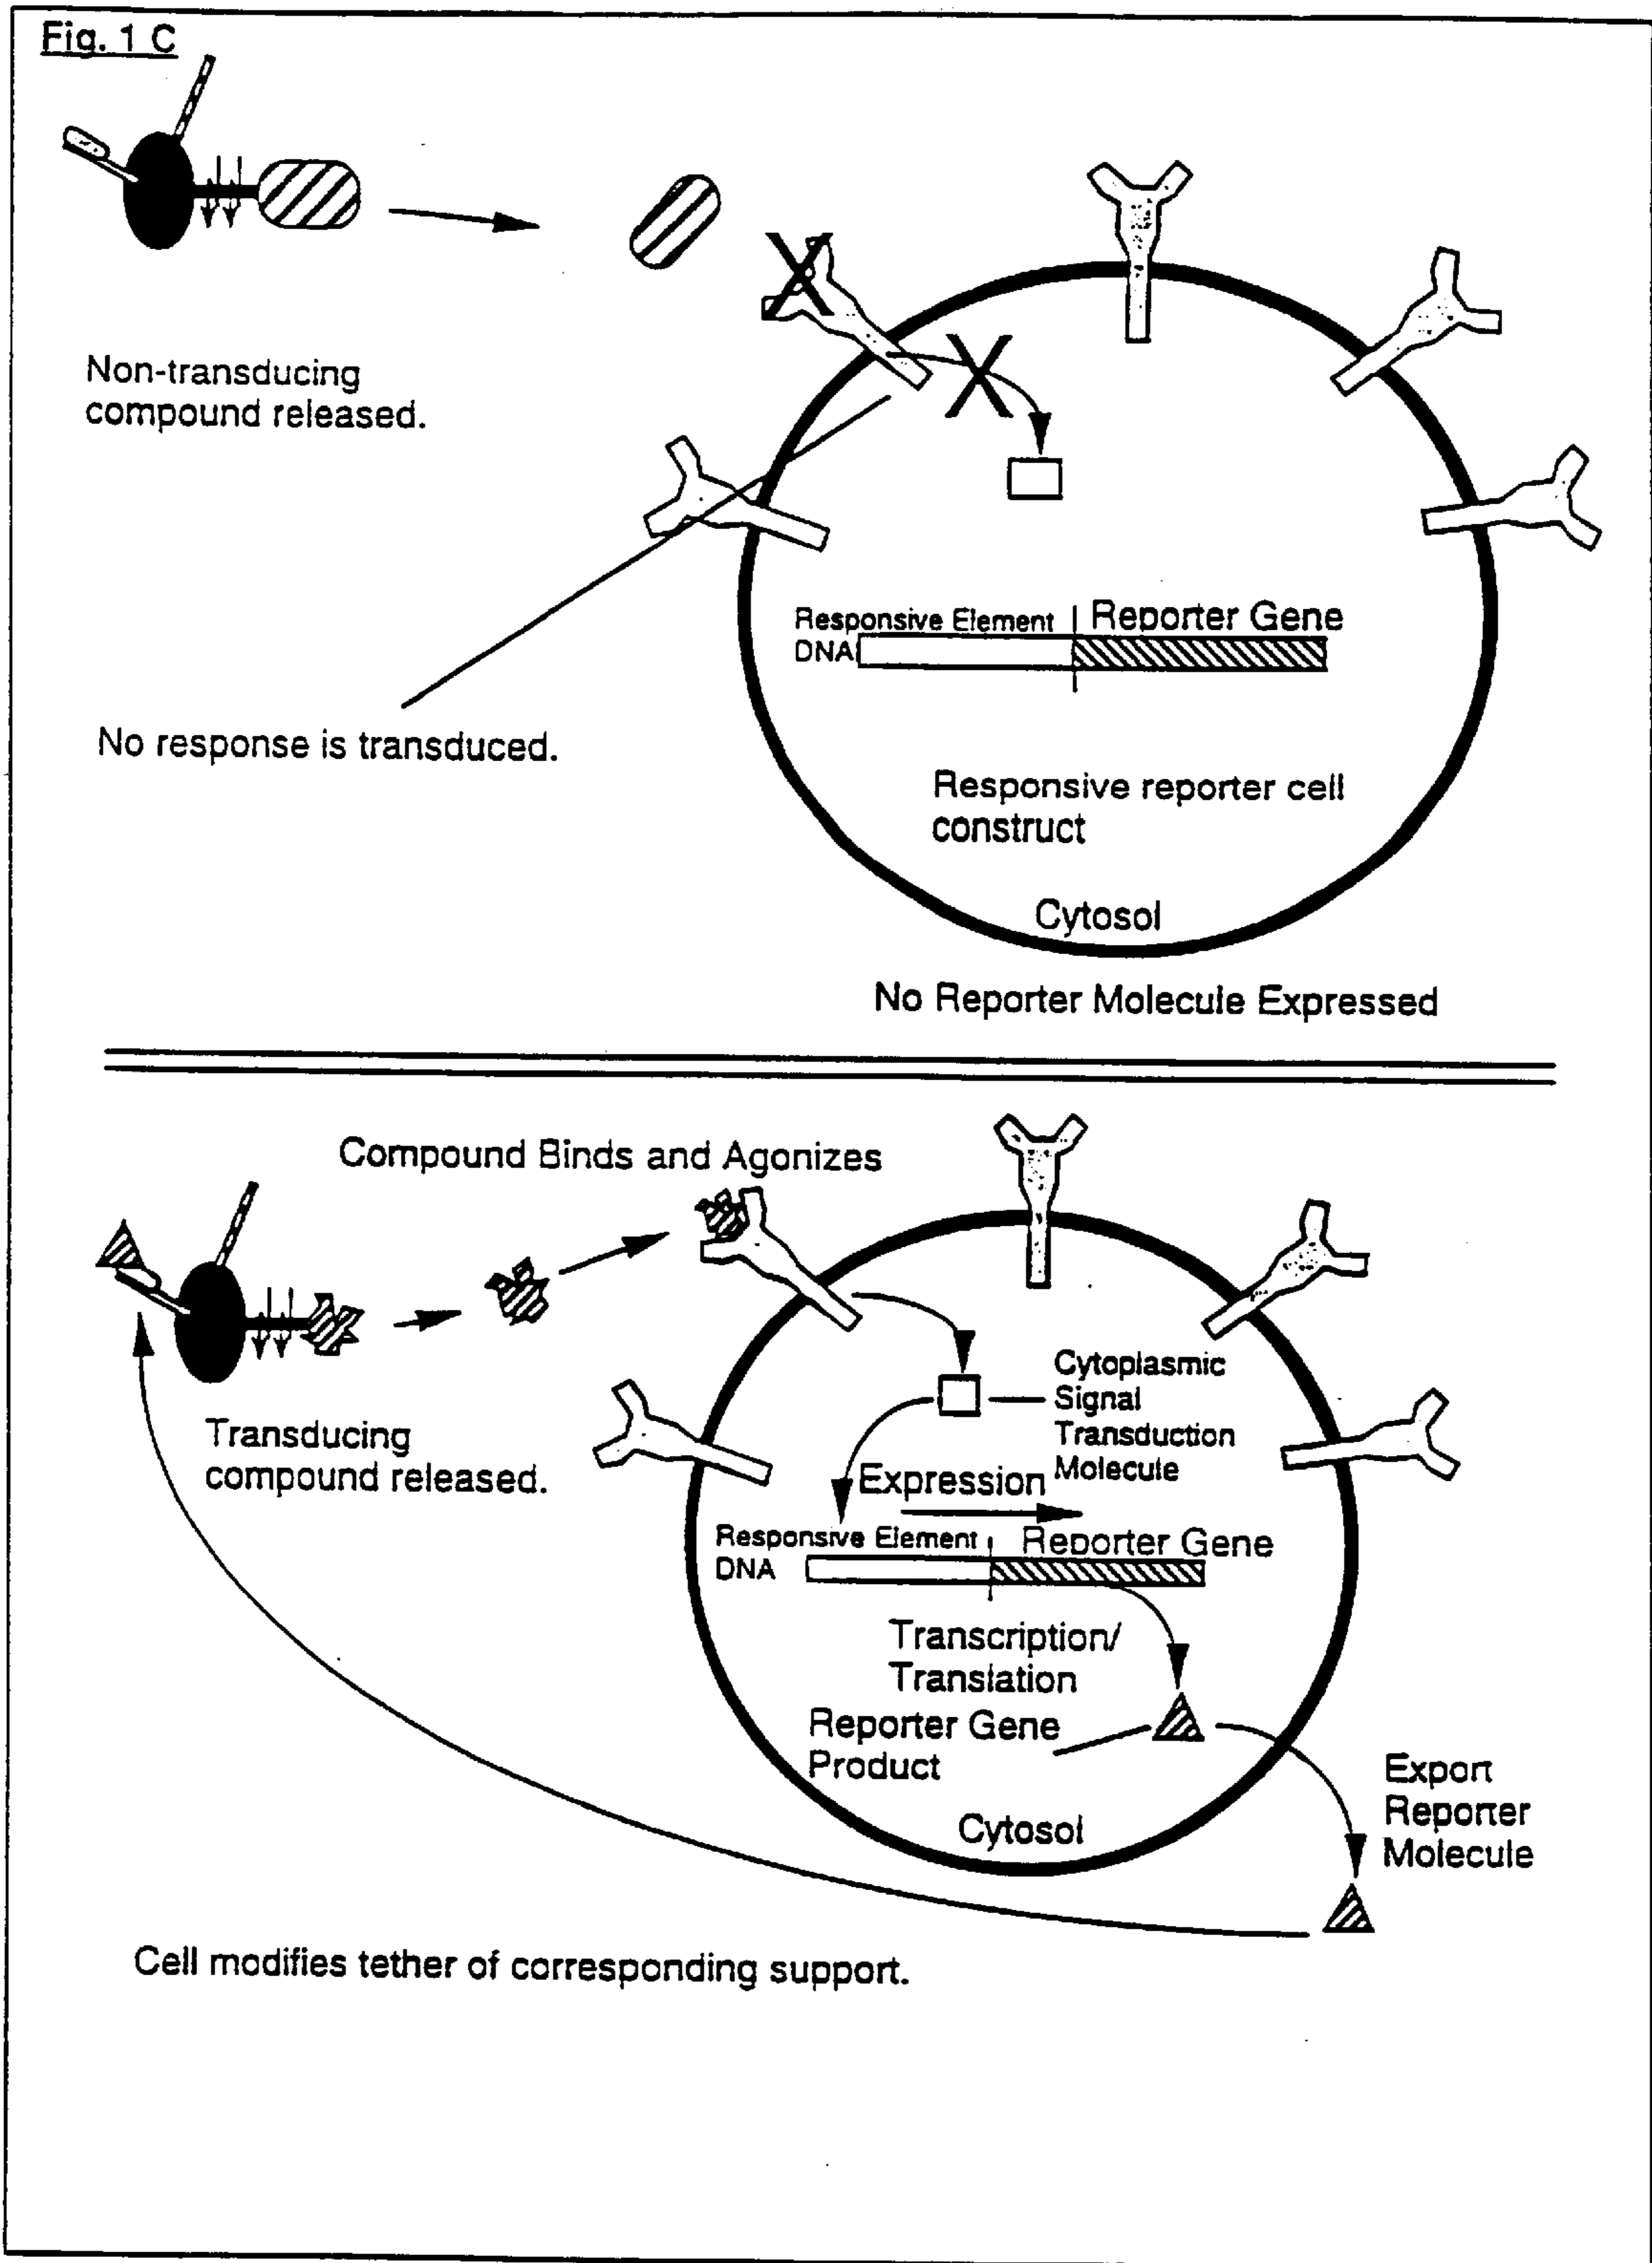 Fig. 1 C
Non-transducing
compound released.
Responsive Element
Reporter Gene
DNA
No response is transduced.
Responsive reporter cell
construct
Cytosol
No Reporter Molecule Expressed
Compound Binds and Agonizes
Transducing
compound released.
Cytoplasmic
Signal
Transduction
Molecule
Expression
Responsive Element
Reporter Gene
DNA
Transcription/
Translation
Reporter Gene
Product
Cytosol
Export
Reporter
Molecule
Cell modifies tether of corresponding support.